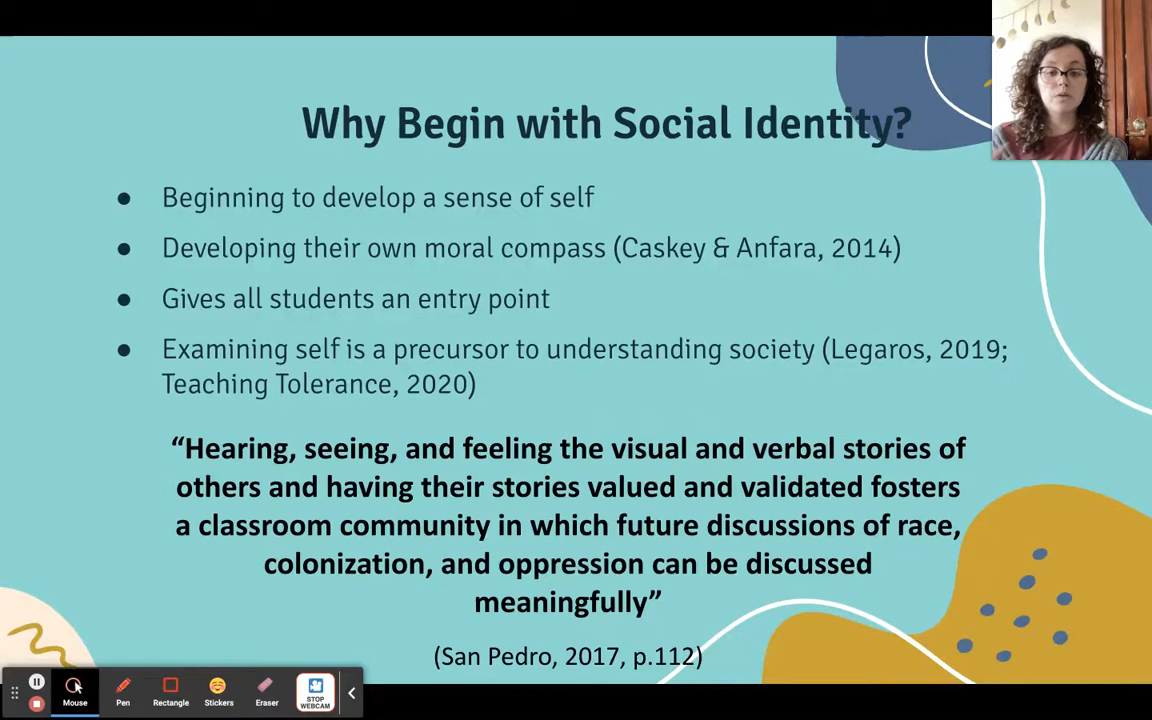 Why Begin with Social Identity?
● Beginning to develop a sense of self
● Developing their own moral compass (Caskey & Anfara, 2014)
● Gives all students an entry point
● Examining self is a precursor to understanding society (Legaros, 2019;
Teaching Tolerance, 2020)
“Hearing, seeing, and feeling the visual and verbal stories of
others and having their stories valued and validated fosters
a classroom community in which future discussions of race,
colonization, and oppression can be discussed
meaningfully”
(San Pedro, 2017, p.112)
Mouse Pen Rectangle Stickers Eraser STOP
WEBCAM